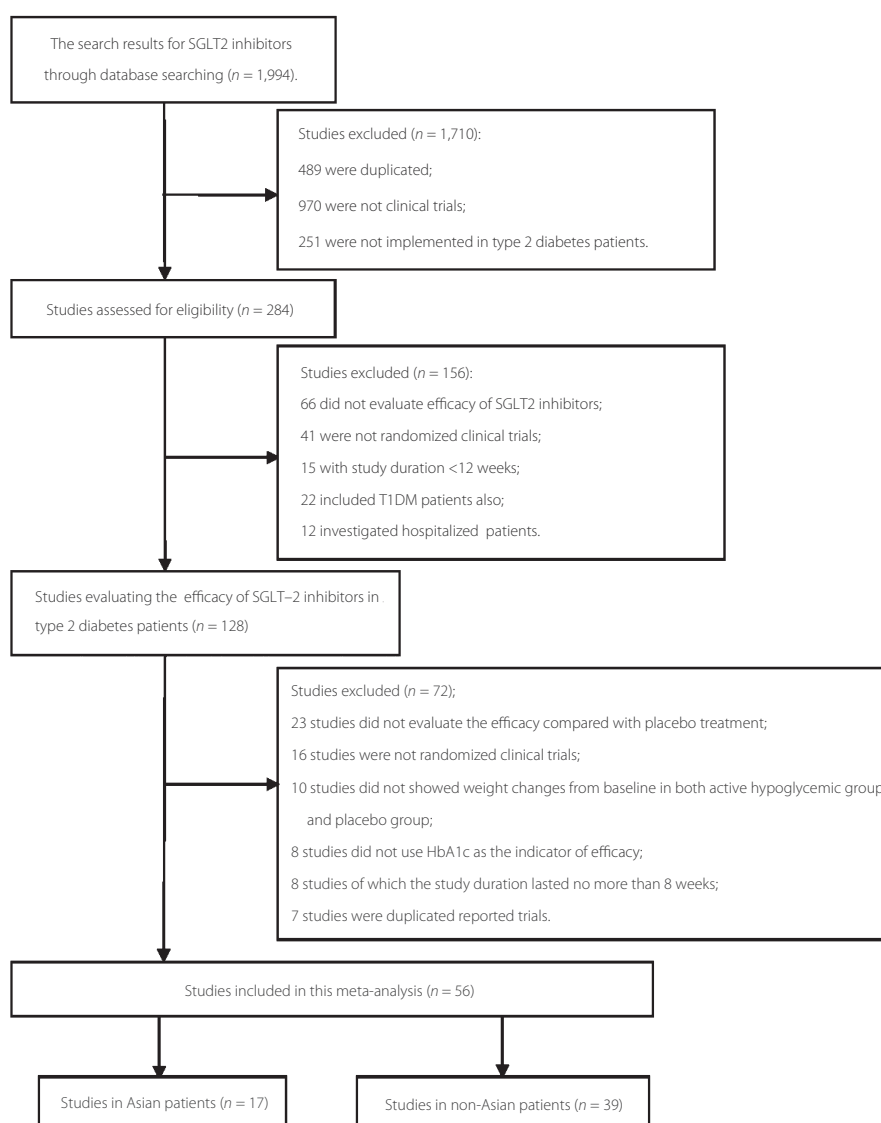 The search results for SGLT2 inhibitors
through database searching (n = 1,994).
Studies excluded (n = 1,710):
489 were duplicated;
970 were not clinical trials;
251 were not implemented in type 2 diabetes patients.
Studies assessed for eligibility (n = 284)
Studies excluded (n = 156):
66 did not evaluate efficacy of SGLT2 inhibitors;
41 were not randomized clinical trials;
15 with study duration <12 weeks;
22 included T1DM patients also;
12 investigated hospitalized patients.
Studies evaluating the efficacy of SGLT–2 inhibitors in
type 2 diabetes patients (n = 128)
Studies excluded (n = 72);
23 studies did not evaluate the efficacy compared with placebo treatment;
16 studies were not randomized clinical trials;
10 studies did not showed weight changes from baseline in both active hypoglycemic group
and placebo group;
8 studies did not use HbA1c as the indicator of efficacy;
8 studies of which the study duration lasted no more than 8 weeks;
7 studies were duplicated reported trials.
Studies included in this meta-analysis (n = 56)
Studies in Asian patients (n = 17)
Studies in non-Asian patients (n = 39)